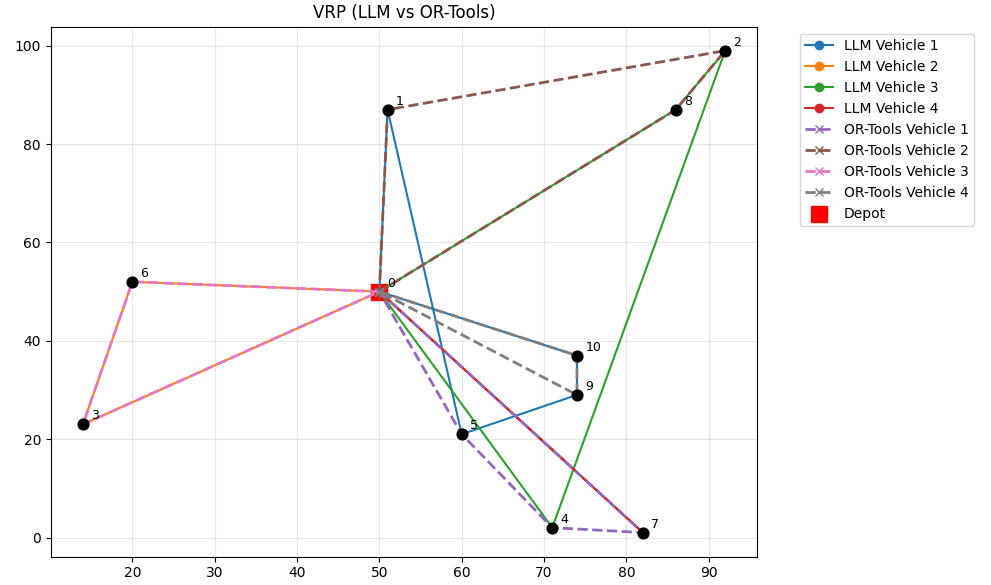 VRP (LLM vs OR-Tools)
100
80
60
40
20
0
20
30
40
50
60
70
80
90
2
1
8
6
0
10
9
3
5
4
7
LLM Vehicle 1
LLM Vehicle 2
LLM Vehicle 3
LLM Vehicle 4
OR-Tools Vehicle 1
OR-Tools Vehicle 2
OR-Tools Vehicle 3
OR-Tools Vehicle 4
Depot